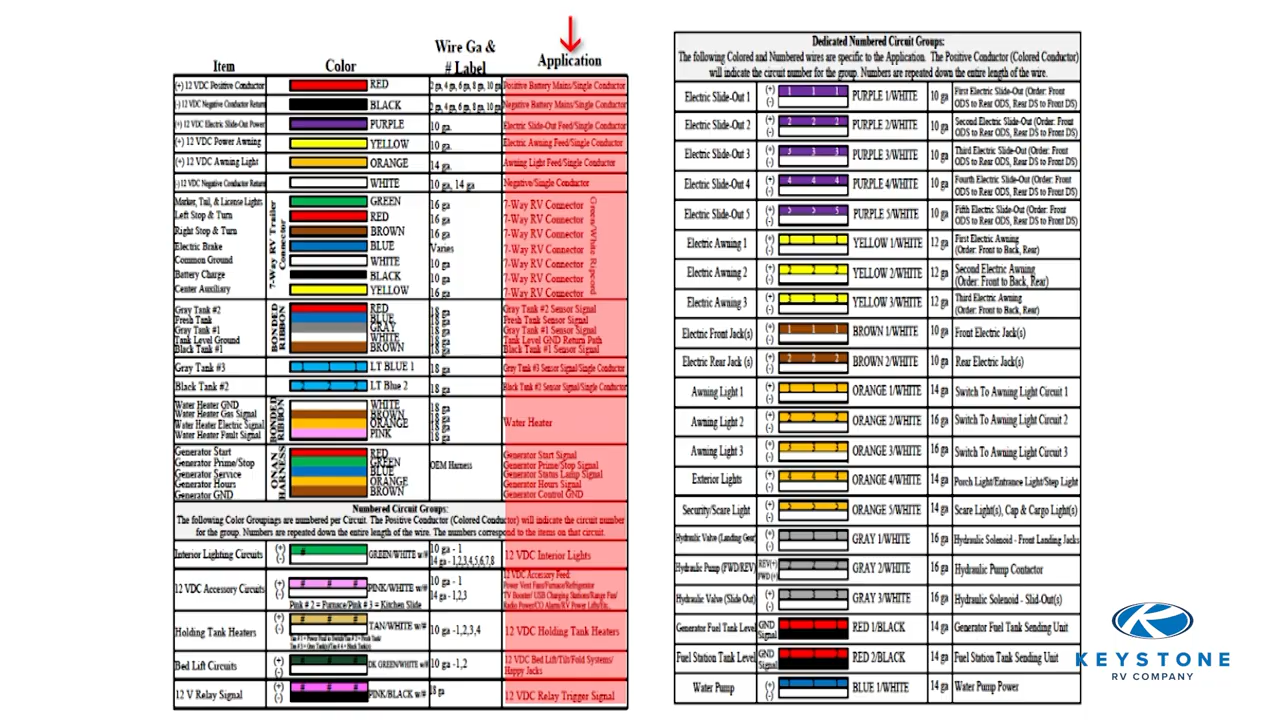 Item Color Wire Ga & # Label Application
(+) 12 VDC Positive Conductor RED 2 ga, 4 ga, 6 ga, 8 ga, 10 ga Positive Battery Mains/Single Conductor
(-) 12 VDC Negative Conductor Return BLACK 2 ga, 4 ga, 6 ga, 8 ga, 10 ga Negative Battery Mains/Single Conductor
(+) 12 VDC Electric Slide-Out Power PURPLE 10 ga. Electric Slide-Out Feed/Single Conductor
(+) 12 VDC Power Awning YELLOW 10 ga. Electric Awning Feed/Single Conductor
(+) 12 VDC Awning Light ORANGE 14 ga. Awning Light Feed/Single Conductor
(-) 12 VDC Negative Conductor Return WHITE 10 ga, 14 ga Negative/Single Conductor
7-Way RV Trailer Connector
Marker, Tail, & License Lights GREEN 16 ga 7-Way RV Connector
Left Stop & Turn RED 16 ga 7-Way RV Connector
Right Stop & Turn BROWN 16 ga 7-Way RV Connector
Electric Brake BLUE Varies 7-Way RV Connector
Common Ground WHITE 10 ga 7-Way RV Connector
Battery Charge BLACK 10 ga 7-Way RV Connector
Center Auxiliary YELLOW 16 ga 7-Way RV Connector
Green/White Ripcord
BONDED RIBBON
Gray Tank #2 RED 18 ga Gray Tank #2 Sensor Signal
Fresh Tank BLUE 18 ga Fresh Tank Sensor Signal
Gray Tank #1 GRAY 18 ga Gray Tank #1 Sensor Signal
Tank Level Ground WHITE 18 ga Tank Level GND Return Path
Black Tank #1 BROWN 18 ga Black Tank #1 Sensor Signal
Gray Tank #3 LT BLUE 1 18 ga Gray Tank #3 Sensor Signal/Single Conductor
Black Tank #2 LT Blue 2 18 ga Black Tank #2 Sensor Signal/Single Conductor
BONDED RIBBON
Water Heater GND WHITE 18 ga
Water Heater Gas Signal BROWN 18 ga
Water Heater Electric Signal ORANGE 18 ga
Water Heater Fault Signal PINK 18 ga
Water Heater
ONAN HARNESS
Generator Start RED Generator Start Signal
Generator Prime/Stop GREEN Generator Prime/Stop Signal
Generator Service BLUE OEM Harness Generator Status Lamp Signal
Generator Hours ORANGE Generator Hours Signal
Generator GND BROWN Generator Control GND
Numbered Circuit Groups:
The following Color Groupings are numbered per Circuit. The Positive Conductor (Colored Conductor) will indicate the circuit number
for the group. Numbers are repeated down the entire length of the wire. The numbers correspond to the items on that circuit.
Interior Lighting Circuits (+) (-) # GREEN/WHITE w/# 10 ga - 1 14 ga - 1,2,3,4,5,6,7,8 12 VDC Interior Lights
12 VDC Accessory Circuits (+) (-) # # # PINK/WHITE w/# 10 ga - 1 14 ga - 1,2,3 12 VDC Accessory Feed:
Power Vent Fans/Furnace/Refrigerator
TV Booster/ USB Charging Stations/Range Fan/
Radio Power/CO Alarm/RV Power Lifts/Etc.
Pink # 2 = Furnace/Pink # 3 = Kitchen Slide
Holding Tank Heaters (+) (-) # # # TAN/WHITE w/# 10 ga -1,2,3,4 12 VDC Holding Tank Heaters
Bed Lift Circuits (+) (-) DK GREEN/WHITE w/# 10 ga -1,2 12 VDC Bed Lift/Tilt/Fold Systems/
Happy Jacks
12 V Relay Signal (+) (-) # # # PINK/BLACK w/# 18 ga 12 VDC Relay Trigger Signal
Dedicated Numbered Circuit Groups:
The following Colored and Numbered wires are specific to the Application. The Positive Conductor (Colored Conductor)
will indicate the circuit number for the group. Numbers are repeated down the entire length of the wire.
Electric Slide-Out 1 (+) (-) 1 1 1 PURPLE 1/WHITE 10 ga First Electric Slide-Out (Order: Front
ODS to Rear ODS, Rear DS to Front DS)
Electric Slide-Out 2 (+) (-) 2 2 2 PURPLE 2/WHITE 10 ga Second Electric Slide-Out (Order: Front
ODS to Rear ODS, Rear DS to Front DS)
Electric Slide-Out 3 (+) (-) 3 3 3 PURPLE 3/WHITE 10 ga Third Electric Slide-Out (Order: Front
ODS to Rear ODS, Rear DS to Front DS)
Electric Slide-Out 4 (+) (-) 4 4 4 PURPLE 4/WHITE 10 ga Fourth Electric Slide-Out (Order: Front
ODS to Rear ODS, Rear DS to Front DS)
Electric Slide-Out 5 (+) (-) 5 5 5 PURPLE 5/WHITE 10 ga Fifth Electric Slide-Out (Order: Front
ODS to Rear ODS, Rear DS to Front DS)
Electric Awning 1 (+) (-) YELLOW 1/WHITE 12 ga First Electric Awning
(Order: Front to Back, Rear)
Electric Awning 2 (+) (-) 2 2 2 YELLOW 2/WHITE 12 ga Second Electric Awning
(Order: Front to Back, Rear)
Electric Awning 3 (+) (-) 3 3 3 YELLOW 3/WHITE 12 ga Third Electric Awning
(Order: Front to Back, Rear)
Electric Front Jack(s) (+) (-) 1 1 1 BROWN 1/WHITE 10 ga Front Electric Jack(s)
Electric Rear Jack (s) (+) (-) 2 2 2 BROWN 2/WHITE 10 ga Rear Electric Jack(s)
Awning Light 1 (+) (-) ORANGE 1/WHITE 14 ga Switch To Awning Light Circuit 1
Awning Light 2 (+) (-) 2 2 2 ORANGE 2/WHITE 16 ga Switch To Awning Light Circuit 2
Awning Light 3 (+) (-) 3 3 3 ORANGE 3/WHITE 16 ga Switch To Awning Light Circuit 3
Exterior Lights (+) (-) 4 4 4 ORANGE 4/WHITE 14 ga Porch Light/Entrance Light/Step Light
Security/Scare Light (+) (-) 5 5 5 ORANGE 5/WHITE 14 ga Scare Light(s), Cap & Cargo Light(s)
Hydraulic Valve (Landing Gear) (+) (-) GRAY 1/WHITE 16 ga Hydraulic Solenoid - Front Landing Jacks
Hydraulic Pump (FWD/REV) REV(+) FWD (+) 2 2 2 GRAY 2/WHITE 16 ga Hydraulic Pump Contactor
Hydraulic Valve (Slide Out) (+) (-) 3 3 3 GRAY 3/WHITE 16 ga Hydraulic Solenoid - Slid-Out(s)
Generator Fuel Tank Level GND Signal RED 1/BLACK 14 ga Generator Fuel Tank Sending Unit
Fuel Station Tank Level GND Signal RED 2/BLACK 14 ga Fuel Station Tank Sending Unit
Water Pump (+) (-) BLUE 1/WHITE 14 ga Water Pump Power
KEYSTONE
RV COMPANY